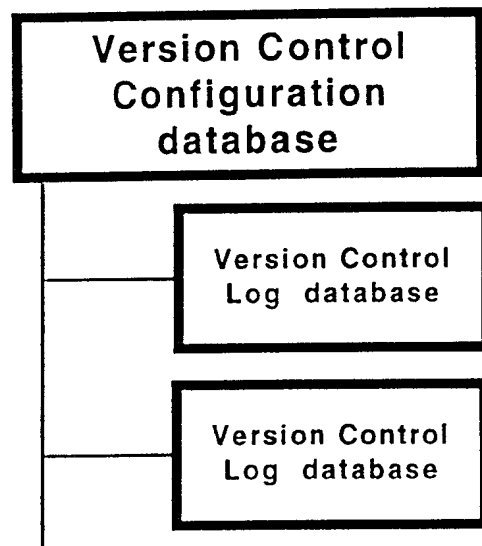 Version Control
Configuration
database
Version Control
Log database
Version Control
Log database